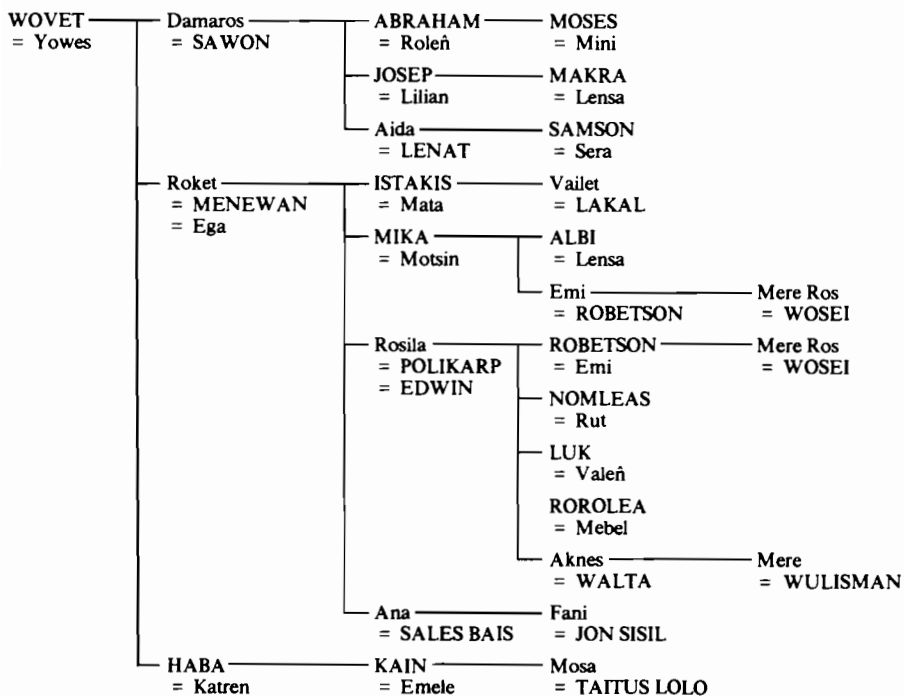 WOVET Damaros ABRAHAM MOSES
= Yowes = SAWON = Roleñ = Mini
JOSEP MAKRA
= Lilian = Lensa
Aida SAMSON
= LENAT = Sera
Roket ISTAKIS Vailet
= MENEWAN = Mata = LAKAL
= Ega MIKA ALBI
= Motsin = Lensa
Emi Mere Ros
= ROBETSON = WOSEI
Rosila ROBETSON Mere Ros
= POLIKARP = Emi = WOSEI
= EDWIN NOMLEAS
= Rut
LUK
= Valeñ
ROROLEA
= Mebel
Aknes Mere
= WALTA = WULISMAN
Ana Fani
= SALES BAIS = JON SISIL
HABA KAIN Mosa
= Katren = Emele = TAITUS LOLO